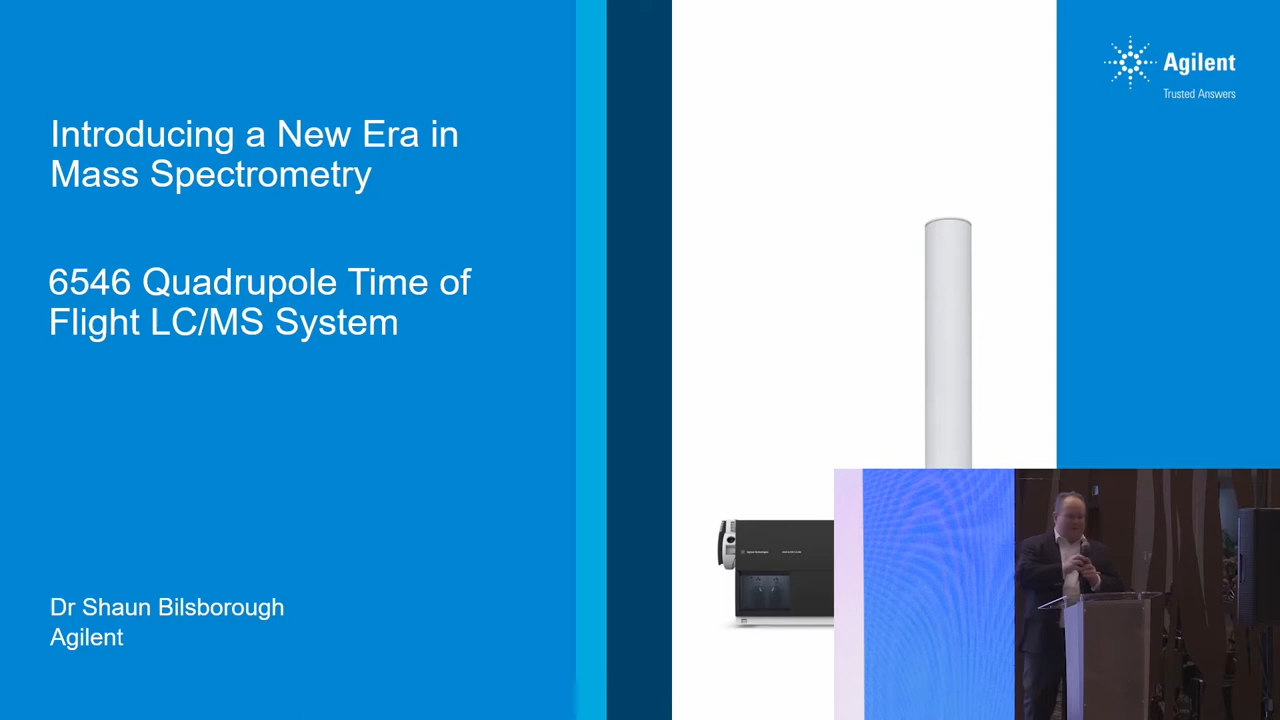 Introducing a New Era in
Mass Spectrometry
6546 Quadrupole Time of
Flight LC/MS System
Dr Shaun Bilsborough
Agilent
Agilent
Trusted Answers